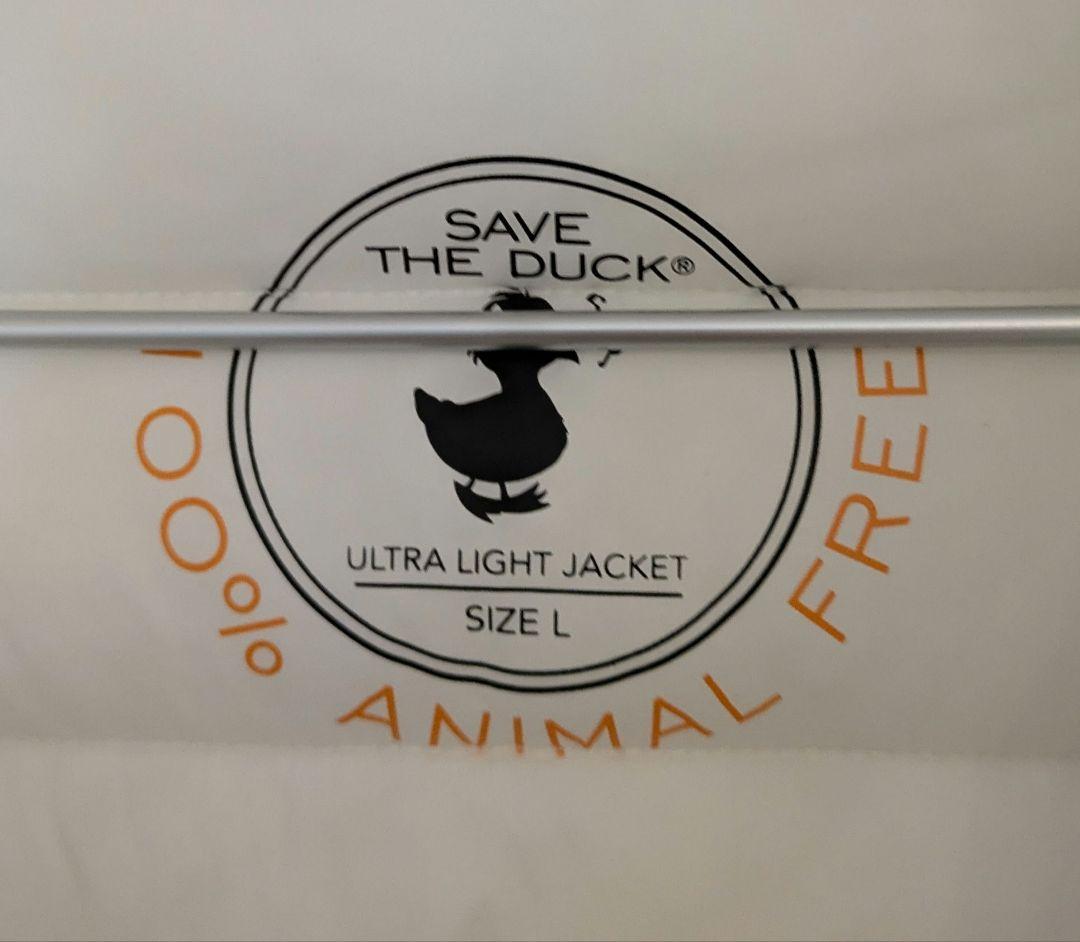 SAVE
THE DUCK®
ULTRA LIGHT JACKET
SIZE L
100% ANIMAL FREE